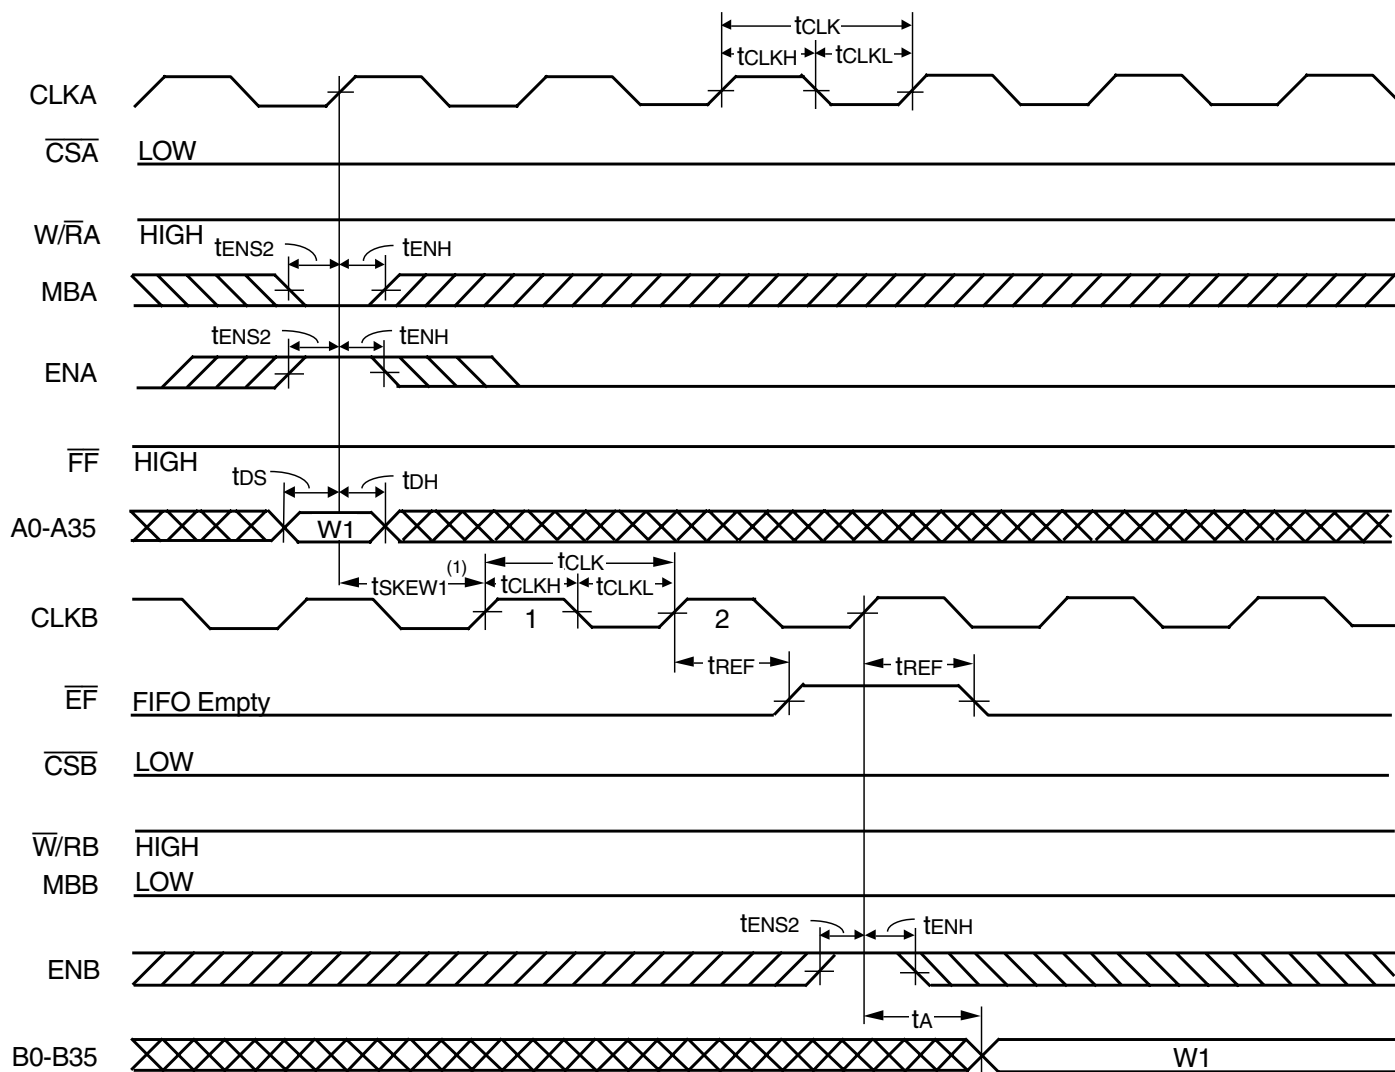 tCLK
tCLKH tCLKL
CLKA
CSA LOW
W/RA HIGH
tENS2 tENH
MBA
tENS2 tENH
ENA
FF HIGH
tDS tDH
A0-A35 W1
tSKEW1(1) tCLK
tCLKH tCLKL
CLKB 1 2
tREF tREF
EF FIFO Empty
CSB LOW
W/RB HIGH
MBB LOW
tENS2 tENH
ENB
tA
B0-B35 W1